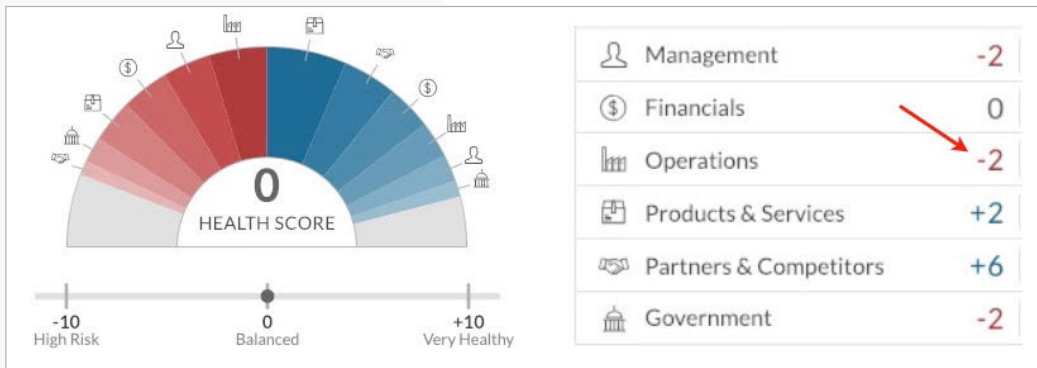 0
HEALTH SCORE
-10
0
+10
High Risk
Balanced
Very Healthy
Management -2
Financials 0
Operations -2
Products & Services +2
Partners & Competitors +6
Government -2